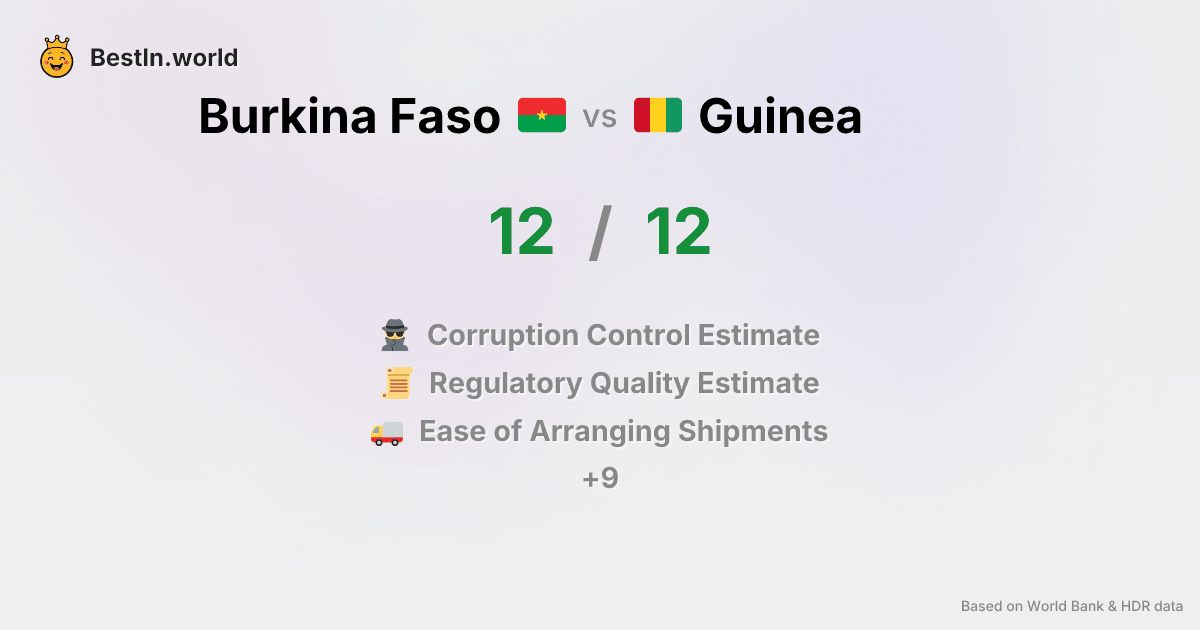 BestIn.world
Burkina Faso vs Guinea
12 / 12
Corruption Control Estimate
Regulatory Quality Estimate
Ease of Arranging Shipments
+9
Based on World Bank & HDR data